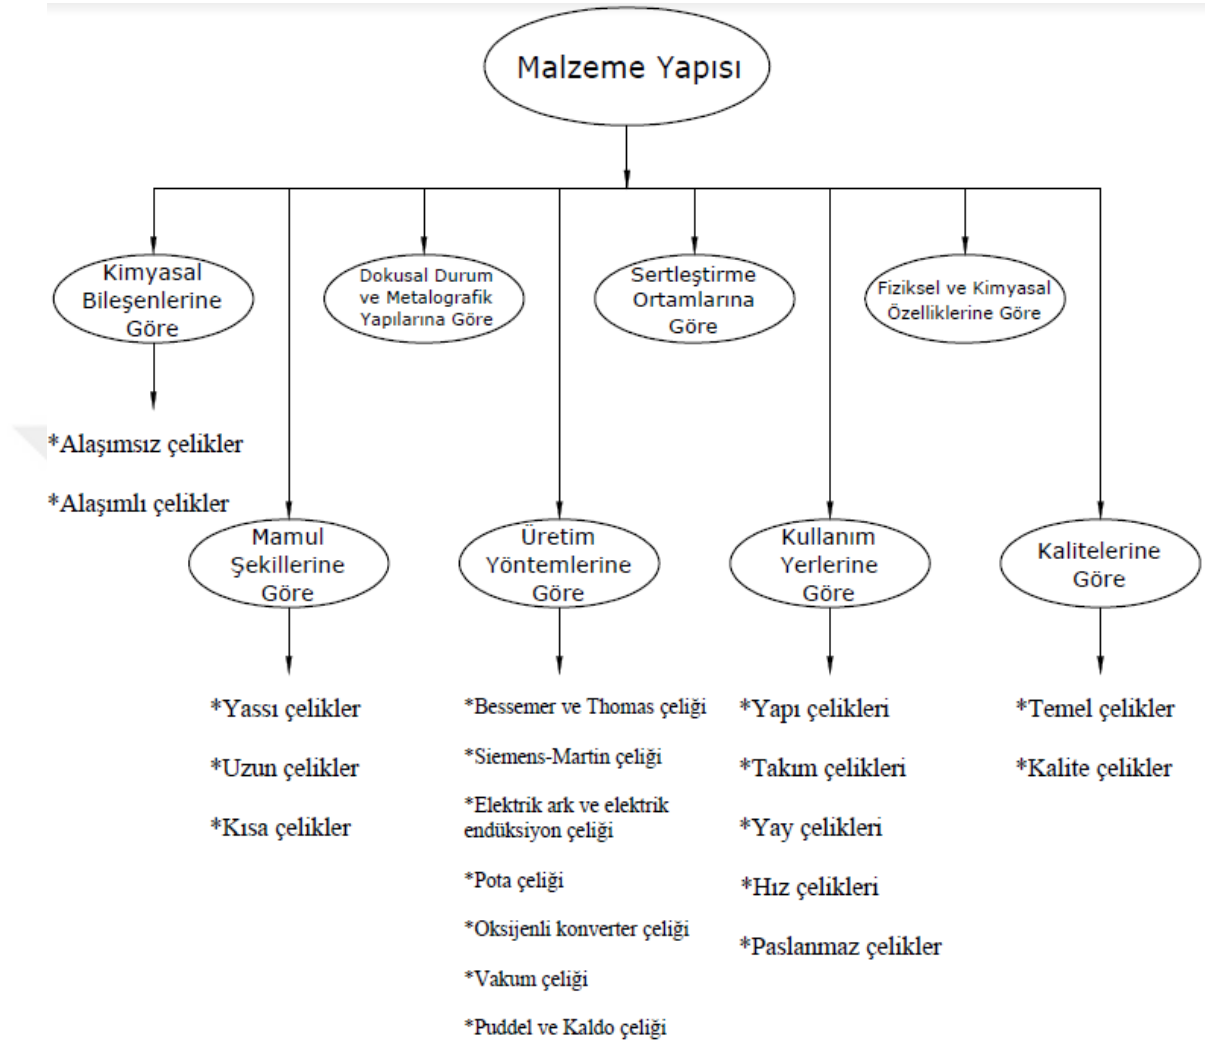 Malzeme Yapısı
Kimyasal
Bileşenlerine
Göre
Dokusal Durum
ve Metalografik
Yapılarına Göre
Sertleştirme
Ortamlarına
Göre
Fiziksel ve Kimyasal
Özelliklerine Göre
*Alaşımsız çelikler
*Alaşımlı çelikler
Mamul
Şekillerine
Göre
Üretim
Yöntemlerine
Göre
Kullanım
Yerlerine
Göre
Kalitelerine
Göre
*Yassı çelikler
*Uzun çelikler
*Kısa çelikler
*Bessemer ve Thomas çeliği
*Siemens-Martin çeliği
*Elektrik ark ve elektrik
endüksiyon çeliği
*Pota çeliği
*Oksijenli konverter çeliği
*Vakum çeliği
*Puddel ve Kaldo çeliği
*Yapı çelikleri
*Takım çelikleri
*Yay çelikleri
*Hız çelikleri
*Paslanmaz çelikler
*Temel çelikler
*Kalite çelikler